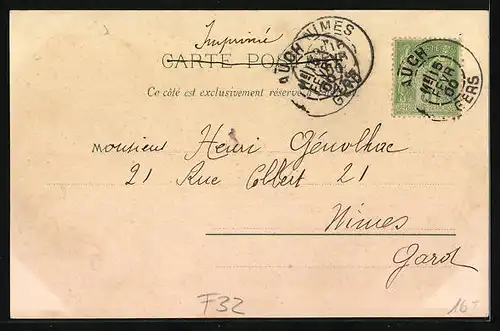 Imprimé
CARTE POSTALE
Ce côté est exclusivement réservé
NIMES
AUCH
GERS
AUCH
GERS
monsieur Henri Génolhac
21 Rue Colbert 21
Nimes
Gard
F32
16